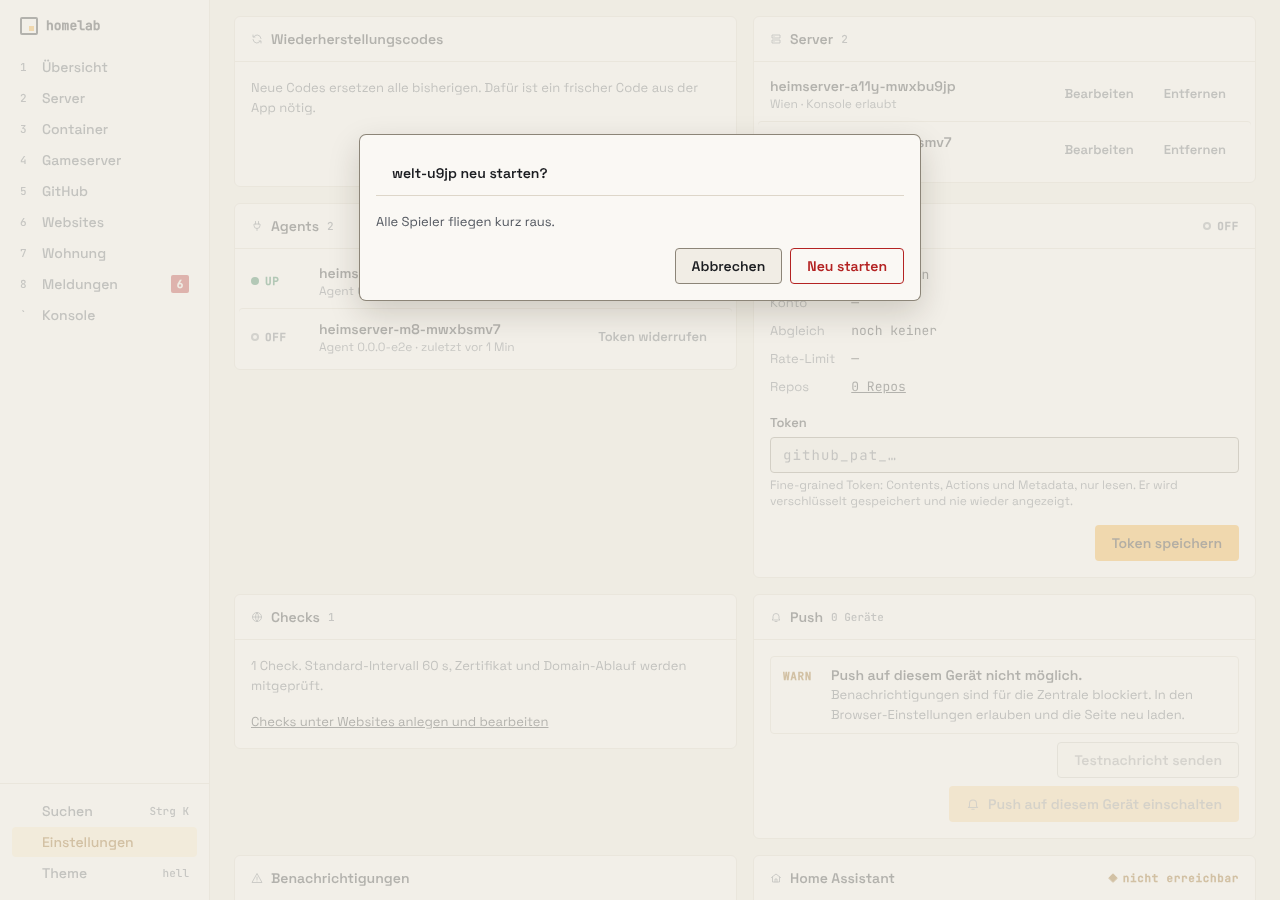 homelab
1 Übersicht
2 Server
3 Container
4 Gameserver
5 GitHub
6 Websites
7 Wohnung
8 Meldungen 6
` Konsole
Suchen Strg K
Einstellungen
Theme hell
Wiederherstellungscodes
Neue Codes ersetzen alle bisherigen. Dafür ist ein frischer Code aus der
App nötig.
Server 2
heimserver-a11y-mwxbu9jp
Wien · Konsole erlaubt
Bearbeiten Entfernen
smv7
Bearbeiten Entfernen
welt-u9jp neu starten?
Alle Spieler fliegen kurz raus.
Abbrechen Neu starten
Agents 2
UP heims
Agent
OFF heimserver-m8-mwxbsmv7
Agent 0.0.0-e2e · zuletzt vor 1 Min
Token widerrufen
OFF
n
Konto —
Abgleich noch keiner
Rate-Limit —
Repos 0 Repos
Token
github_pat_…
Fine-grained Token: Contents, Actions und Metadata, nur lesen. Er wird
verschlüsselt gespeichert und nie wieder angezeigt.
Token speichern
Checks 1
1 Check. Standard-Intervall 60 s, Zertifikat und Domain-Ablauf werden
mitgeprüft.
Checks unter Websites anlegen und bearbeiten
Push 0 Geräte
WARN Push auf diesem Gerät nicht möglich.
Benachrichtigungen sind für die Zentrale blockiert. In den
Browser-Einstellungen erlauben und die Seite neu laden.
Testnachricht senden
Push auf diesem Gerät einschalten
Benachrichtigungen
Home Assistant nicht erreichbar